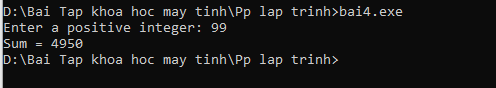 D:\Bai Tap khoa hoc may tinh\Pp lap trinh>bai4.exe
Enter a positive integer: 99
Sum = 4950
D:\Bai Tap khoa hoc may tinh\Pp lap trinh>